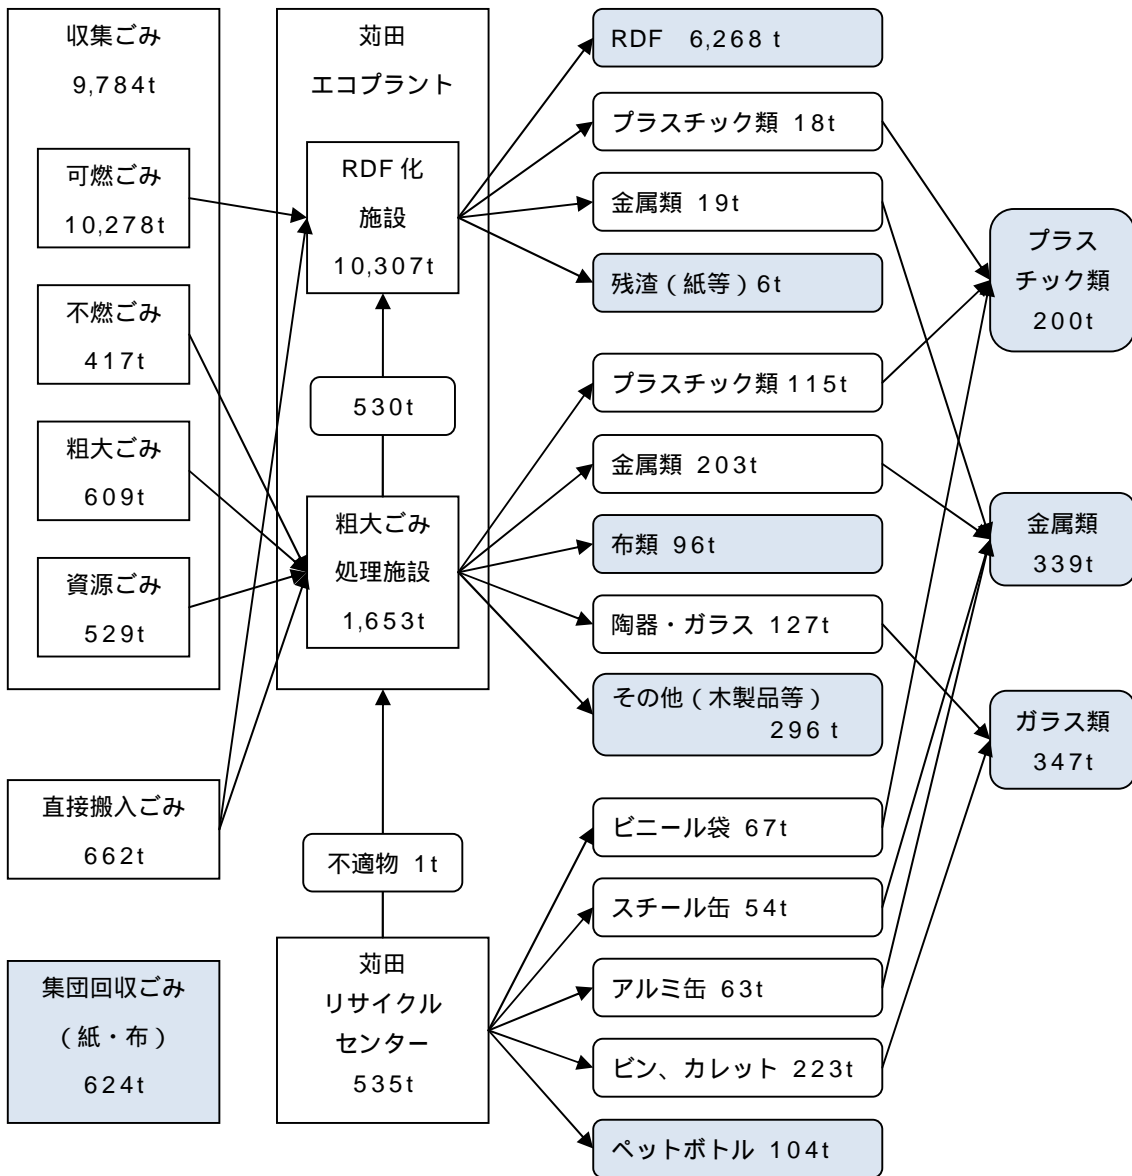 収集ごみ
9,784t
可燃ごみ
10,278t
不燃ごみ
417t
粗大ごみ
609t
資源ごみ
529t
直接搬入ごみ
662t
集団回収ごみ
（紙・布）
624t
苅田
エコプラント
RDF 化
施設
10,307t
530t
粗大ごみ
処理施設
1,653t
不適物 1t
苅田
リサイクル
センター
535t
RDF 6,268 t
プラスチック類 18t
金属類 19t
残渣（紙等）6t
プラスチック類 115t
金属類 203t
布類 96t
陶器・ガラス 127t
その他（木製品等）
296 t
ビニール袋 67t
スチール缶 54t
アルミ缶 63t
ビン、カレット 223t
ペットボトル 104t
プラス
チック類
200t
金属類
339t
ガラス類
347t